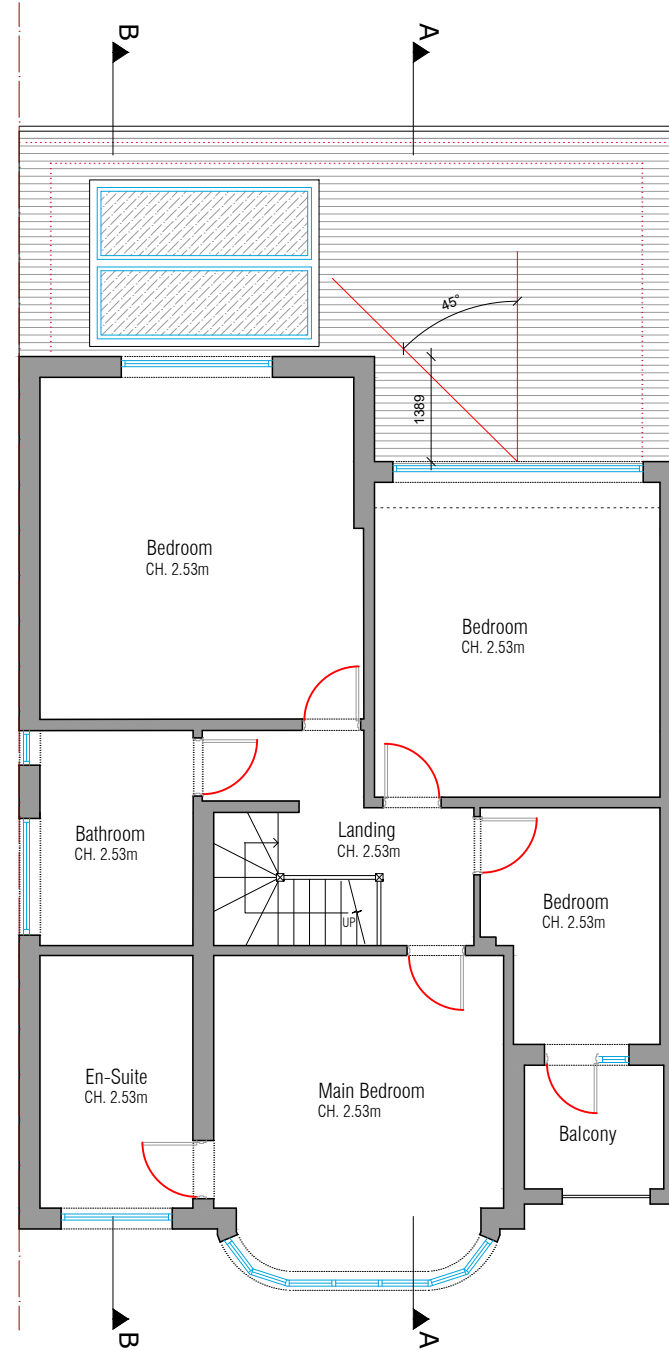 B
A
45°
1389
Bedroom
CH. 2.53m
Bedroom
CH. 2.53m
Bathroom
CH. 2.53m
Landing
CH. 2.53m
UP
Bedroom
CH. 2.53m
En-Suite
CH. 2.53m
Main Bedroom
CH. 2.53m
Balcony
B
A